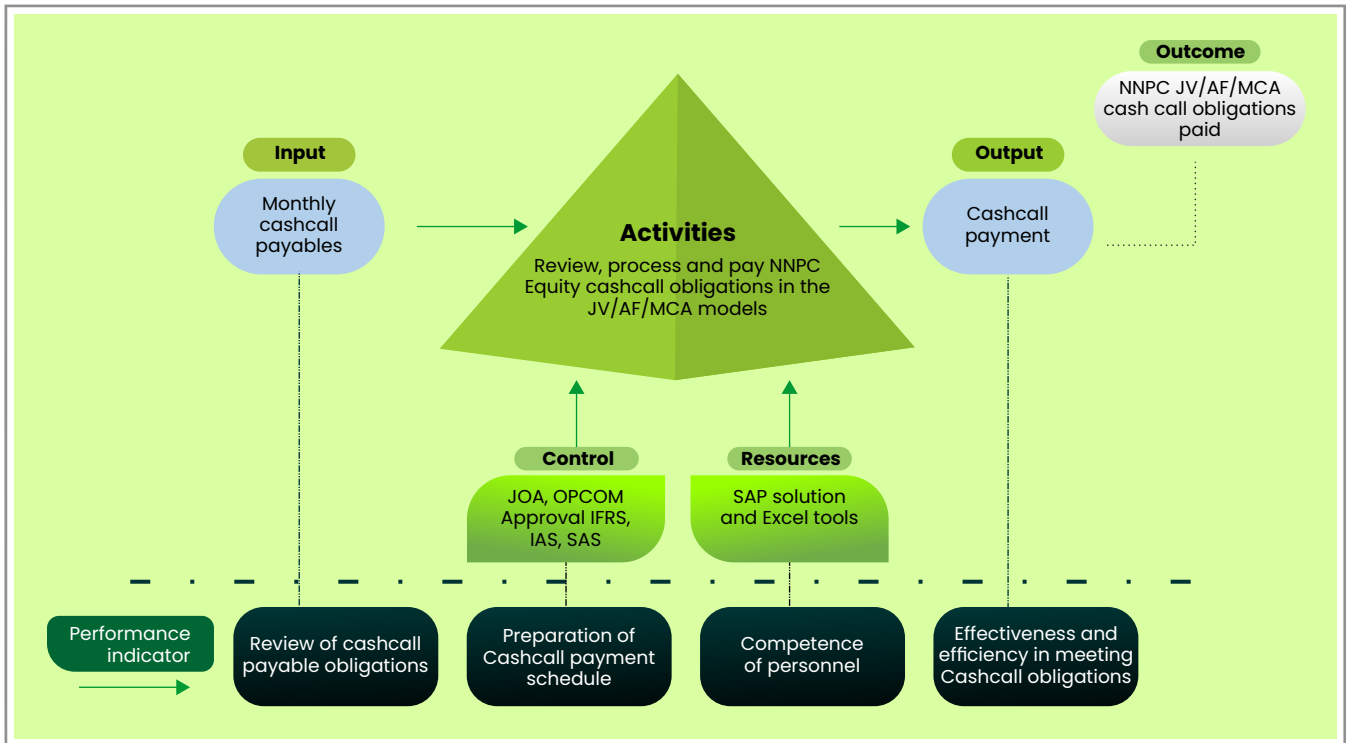 Outcome
NNPC JV/AF/MCA
cash call obligations
paid
Input
Monthly
cashcall
payables
Output
Cashcall
payment
Activities
Review, process and pay NNPC
Equity cashcall obligations in the
JV/AF/MCA models
Control
JOA, OPCOM
Approval IFRS,
IAS, SAS
Resources
SAP solution
and Excel tools
Performance
indicator
Review of cashcall
payable obligations
Preparation of
Cashcall payment
schedule
Competence
of personnel
Effectiveness and
efficiency in meeting
Cashcall obligations